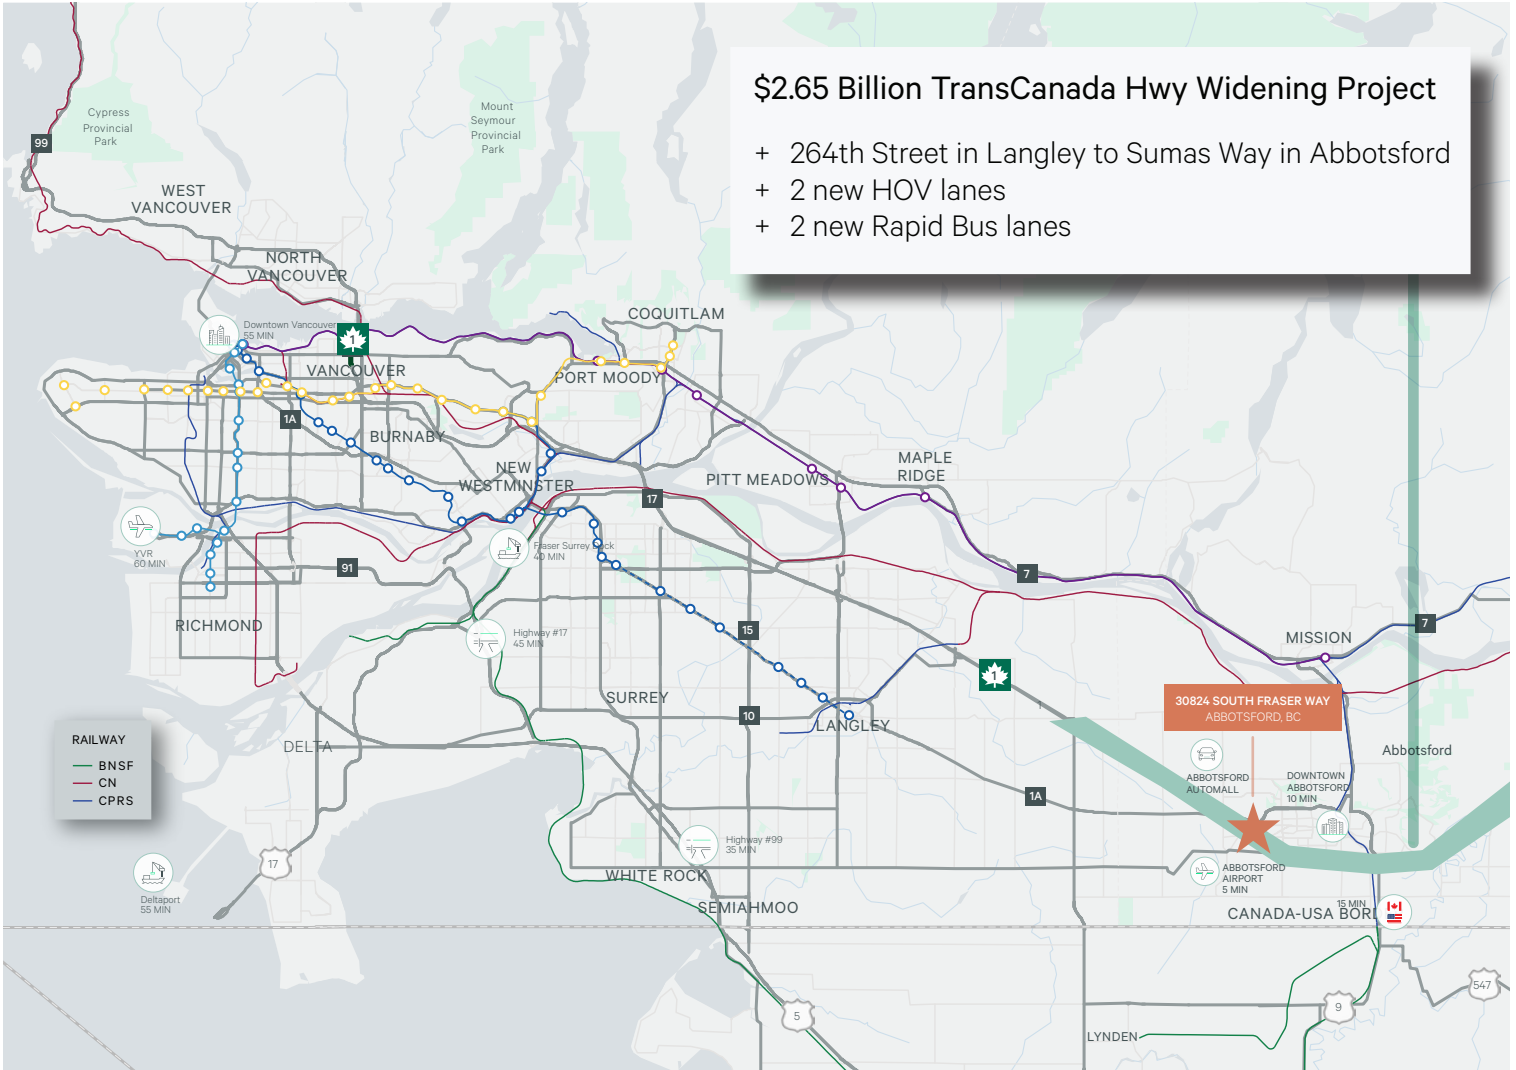 $2.65 Billion TransCanada Hwy Widening Project
+ 264th Street in Langley to Sumas Way in Abbotsford
+ 2 new HOV lanes
+ 2 new Rapid Bus lanes
Cypress
Provincial
Park
Mount
Seymour
Provincial
Park
99
WEST
VANCOUVER
NORTH
VANCOUVER
COQUITLAM
Downtown Vancouver
55 MIN
1
VANCOUVER
PORT MOODY
1A
BURNABY
NEW
WESTMINSTER
MAPLE
RIDGE
PITT MEADOWS
17
YVR
60 MIN
Fraser Surrey Dock
40 MIN
91
7
RICHMOND
Highway #17
45 MIN
15
7
MISSION
1
SURREY
10
LANGLEY
30824 SOUTH FRASER WAY
ABBOTSFORD, BC
DELTA
RAILWAY
BNSF
CN
CPRS
Abbotsford
ABBOTSFORD
AUTOMALL
DOWNTOWN
ABBOTSFORD
10 MIN
1A
Highway #99
35 MIN
17
WHITE ROCK
ABBOTSFORD
AIRPORT
5 MIN
Deltaport
55 MIN
SEMIAHMOO
15 MIN
CANADA-USA BORD
547
5
9
LYNDEN